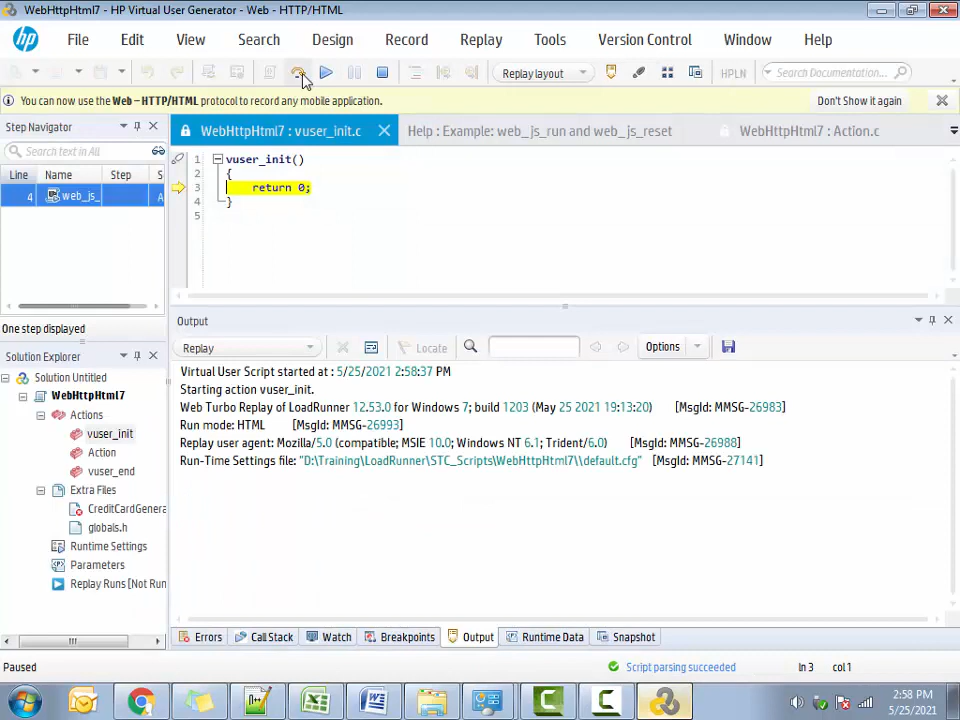 WebHttpHtml7 - HP Virtual User Generator - Web - HTTP/HTML
hp File Edit View Search Design Record Replay Tools Version Control Window Help
Replay layout HPLN Search Documentation...
You can now use the Web – HTTP/HTML protocol to record any mobile application. Don't Show it again
Step Navigator
WebHttpHtml7 : vuser_init.c Help : Example: web_js_run and web_js_reset WebHttpHtml7 : Action.c
Search text in All
Line Name Step S
4 web_js_ A
1 vuser_init()
2 {
3 return 0;
4 }
5
One step displayed
Solution Explorer
Solution Untitled
WebHttpHtml7
Actions
vuser_init
Action
vuser_end
Extra Files
CreditCardGenera
globals.h
Runtime Settings
Parameters
Replay Runs [Not Run
Output
Replay Locate Options
Virtual User Script started at : 5/25/2021 2:58:37 PM
Starting action vuser_init.
Web Turbo Replay of LoadRunner 12.53.0 for Windows 7; build 1203 (May 25 2021 19:13:20) [MsgId: MMSG-26983]
Run mode: HTML [MsgId: MMSG-26993]
Replay user agent: Mozilla/5.0 (compatible; MSIE 10.0; Windows NT 6.1; Trident/6.0) [MsgId: MMSG-26988]
Run-Time Settings file: "D:\Training\LoadRunner\STC_Scripts\WebHttpHtml7\\default.cfg" [MsgId: MMSG-27141]
Errors Call Stack Watch Breakpoints Output Runtime Data Snapshot
Paused Script parsing succeeded ln 3 col 1
2:58 PM
5/25/2021